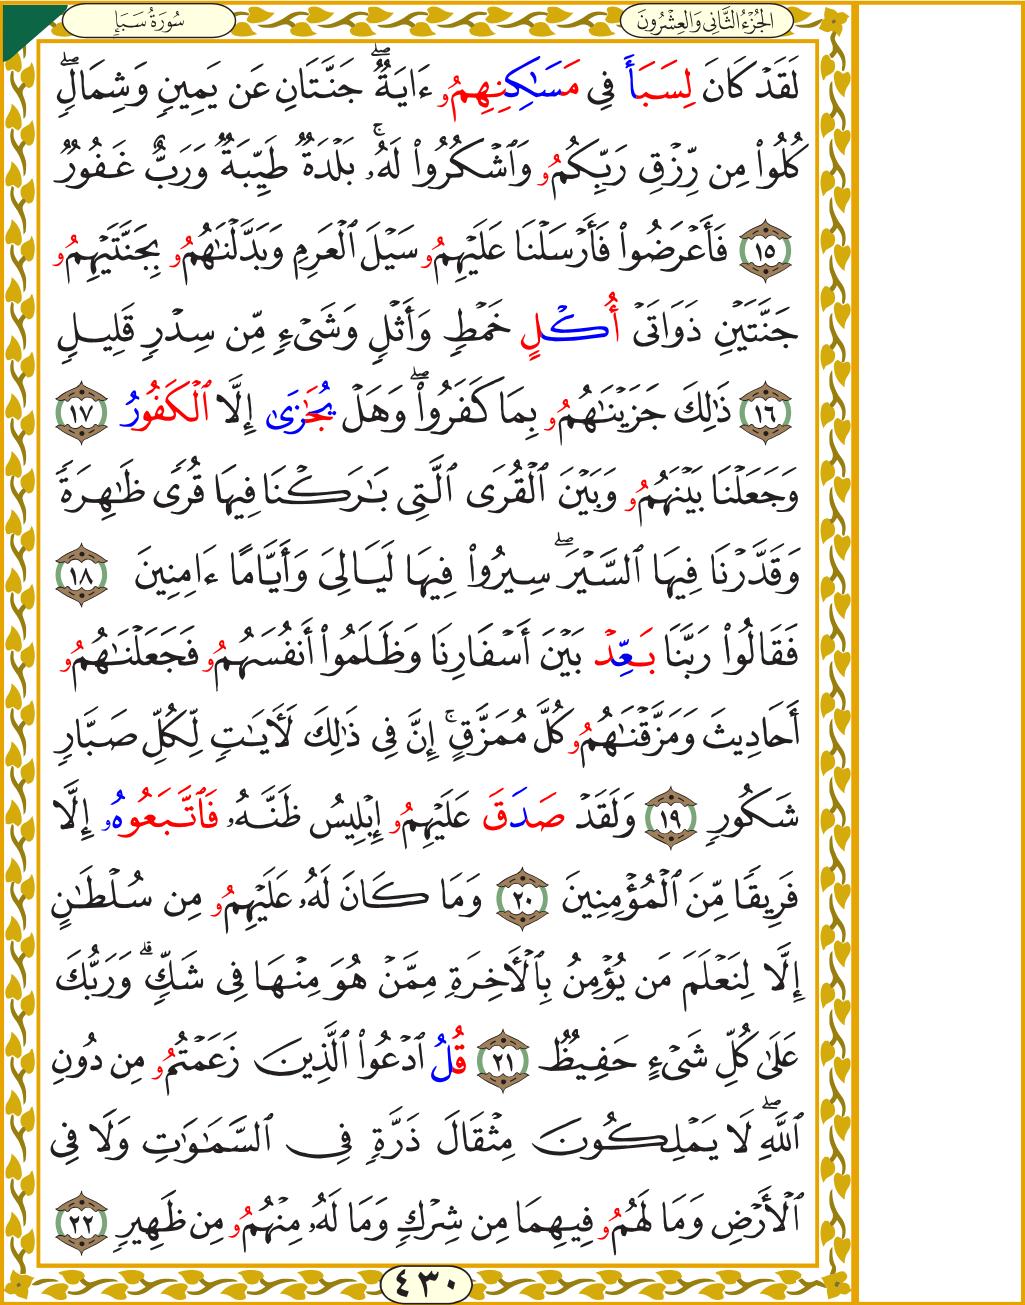 الجُزْءُ الثَّانِي وَالعِشْرُونَ
سُورَةُ سَبَإٍ
لَقَدْ كَانَ لِسَبَأَ فِي مَسَٰكِنِهِمُۥ ءَايَةٌۖ جَنَّتَانِ عَن يَمِينٖ وَشِمَالٖۖ
كُلُواْ مِن رِّزْقِ رَبِّكُمُۥ وَٱشْكُرُواْ لَهُۥۚ بَلْدَةٌ طَيِّبَةٌ وَرَبٌّ غَفُورٌ
١٥ فَأَعْرَضُواْ فَأَرْسَلْنَا عَلَيْهِمُۥ سَيْلَ ٱلْعَرِمِ وَبَدَّلْنَٰهُمُۥ بِجَنَّتَيْهِمُۥ
جَنَّتَيْنِ ذَوَاتَىْ أُكْلٍ خَمْطٖ وَأَثْلٖ وَشَىْءٖ مِّن سِدْرٖ قَلِيلٖ
١٦ ذَٰلِكَ جَزَيْنَٰهُمُۥ بِمَا كَفَرُواْۖ وَهَلْ يُجَٰزَىٰ إِلَّا ٱلْكَفُورُ ١٧
وَجَعَلْنَا بَيْنَهُمُۥ وَبَيْنَ ٱلْقُرَى ٱلَّتِى بَٰرَكْنَا فِيهَا قُرٗى ظَٰهِرَةٗ
وَقَدَّرْنَا فِيهَا ٱلسَّيْرَۖ سِيرُواْ فِيهَا لَيَالِىَ وَأَيَّامًا ءَامِنِينَ ١٨
فَقَالُواْ رَبَّنَا بَعِّدْ بَيْنَ أَسْفَارِنَا وَظَلَمُواْ أَنفُسَهُمُۥ فَجَعَلْنَٰهُمُۥ
أَحَادِيثَ وَمَزَّقْنَٰهُمُۥ كُلَّ مُمَزَّقٍۚ إِنَّ فِى ذَٰلِكَ لَأٓيَٰتٖ لِّكُلِّ صَبَّارٖ
شَكُورٖ ١٩ وَلَقَدْ صَدَقَ عَلَيْهِمُۥ إِبْلِيسُ ظَنَّهُۥ فَٱتَّبَعُوهُۥ إِلَّا
فَرِيقٗا مِّنَ ٱلْمُؤْمِنِينَ ٢٠ وَمَا كَانَ لَهُۥ عَلَيْهِمُۥ مِن سُلْطَٰنٍ
إِلَّا لِنَعْلَمَ مَن يُؤْمِنُ بِٱلْأٓخِرَةِ مِمَّنْ هُوَ مِنْهَا فِى شَكّٖۗ وَرَبُّكَ
عَلَىٰ كُلِّ شَىْءٍ حَفِيظٌ ٢١ قُلُ ٱدْعُواْ ٱلَّذِينَ زَعَمْتُمُۥ مِن دُونِ
ٱللَّهِۖ لَا يَمْلِكُونَ مِثْقَالَ ذَرَّةٖ فِى ٱلسَّمَٰوَٰتِ وَلَا فِى
ٱلْأَرْضِ وَمَا لَهُمُۥ فِيهِمَا مِن شِرْكٖ وَمَا لَهُۥ مِنْهُمُۥ مِن ظَهِيرٖ ٢٢
٤٣٠